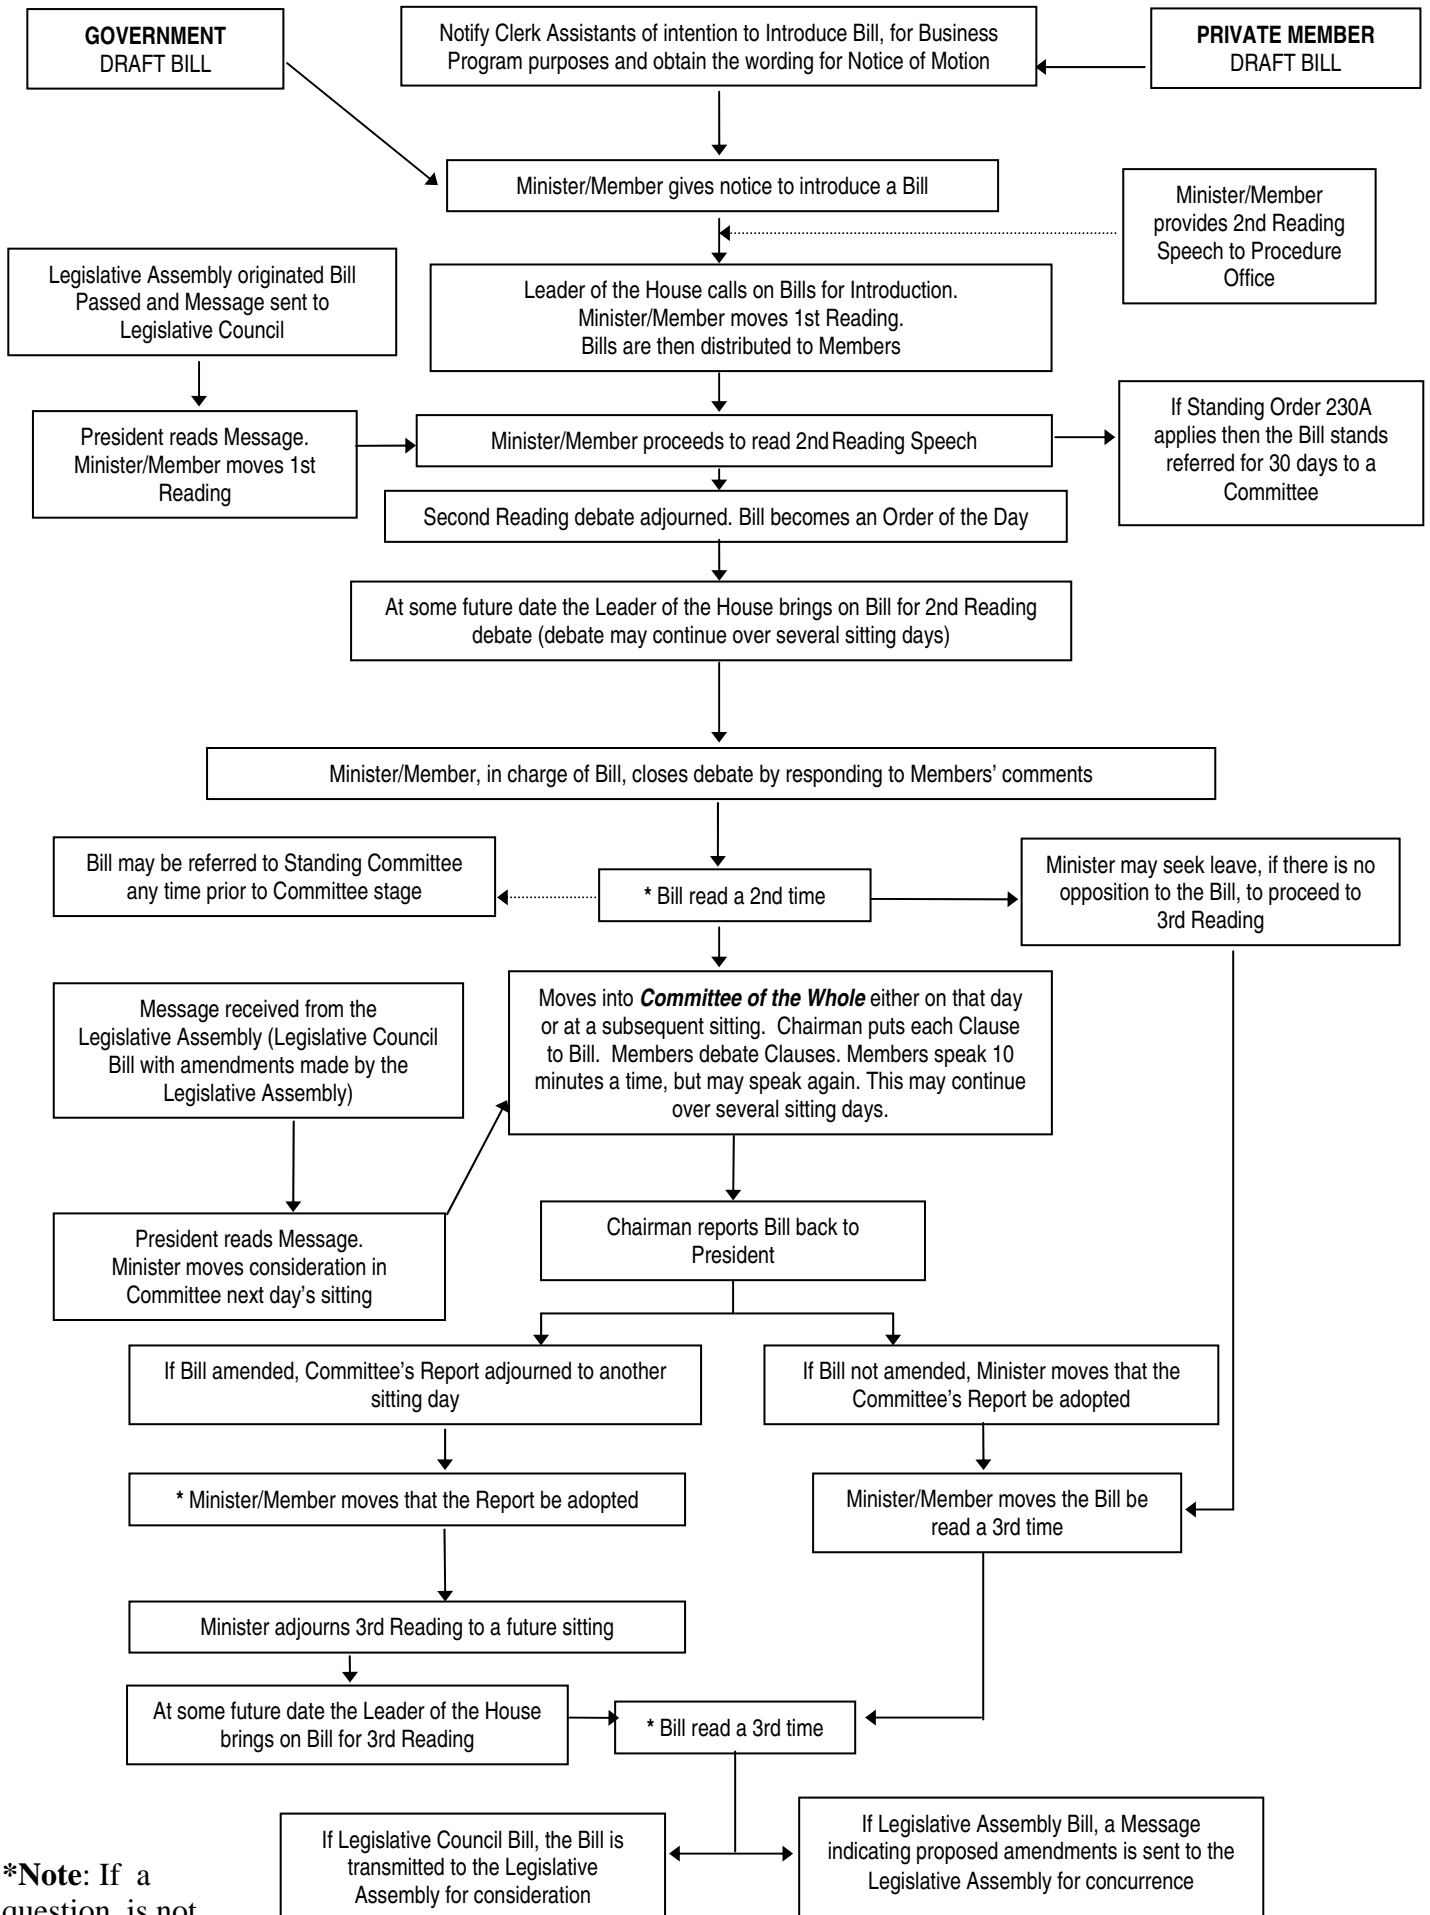 GOVERNMENT
DRAFT BILL
Notify Clerk Assistants of intention to Introduce Bill, for Business
Program purposes and obtain the wording for Notice of Motion
PRIVATE MEMBER
DRAFT BILL
Minister/Member gives notice to introduce a Bill
Minister/Member
provides 2nd Reading
Speech to Procedure
Office
Legislative Assembly originated Bill
Passed and Message sent to
Legislative Council
Leader of the House calls on Bills for Introduction.
Minister/Member moves 1st Reading.
Bills are then distributed to Members
President reads Message.
Minister/Member moves 1st
Reading
Minister/Member proceeds to read 2nd Reading Speech
If Standing Order 230A
applies then the Bill stands
referred for 30 days to a
Committee
Second Reading debate adjourned. Bill becomes an Order of the Day
At some future date the Leader of the House brings on Bill for 2nd Reading
debate (debate may continue over several sitting days)
Minister/Member, in charge of Bill, closes debate by responding to Members' comments
Bill may be referred to Standing Committee
any time prior to Committee stage
* Bill read a 2nd time
Minister may seek leave, if there is no
opposition to the Bill, to proceed to
3rd Reading
Message received from the
Legislative Assembly (Legislative Council
Bill with amendments made by the
Legislative Assembly)
Moves into Committee of the Whole either on that day
or at a subsequent sitting. Chairman puts each Clause
to Bill. Members debate Clauses. Members speak 10
minutes a time, but may speak again. This may continue
over several sitting days.
President reads Message.
Minister moves consideration in
Committee next day's sitting
Chairman reports Bill back to
President
If Bill amended, Committee's Report adjourned to another
sitting day
If Bill not amended, Minister moves that the
Committee's Report be adopted
* Minister/Member moves that the Report be adopted
Minister/Member moves the Bill be
read a 3rd time
Minister adjourns 3rd Reading to a future sitting
At some future date the Leader of the House
brings on Bill for 3rd Reading
* Bill read a 3rd time
If Legislative Council Bill, the Bill is
transmitted to the Legislative
Assembly for consideration
If Legislative Assembly Bill, a Message
indicating proposed amendments is sent to the
Legislative Assembly for concurrence
*Note: If a
question is not